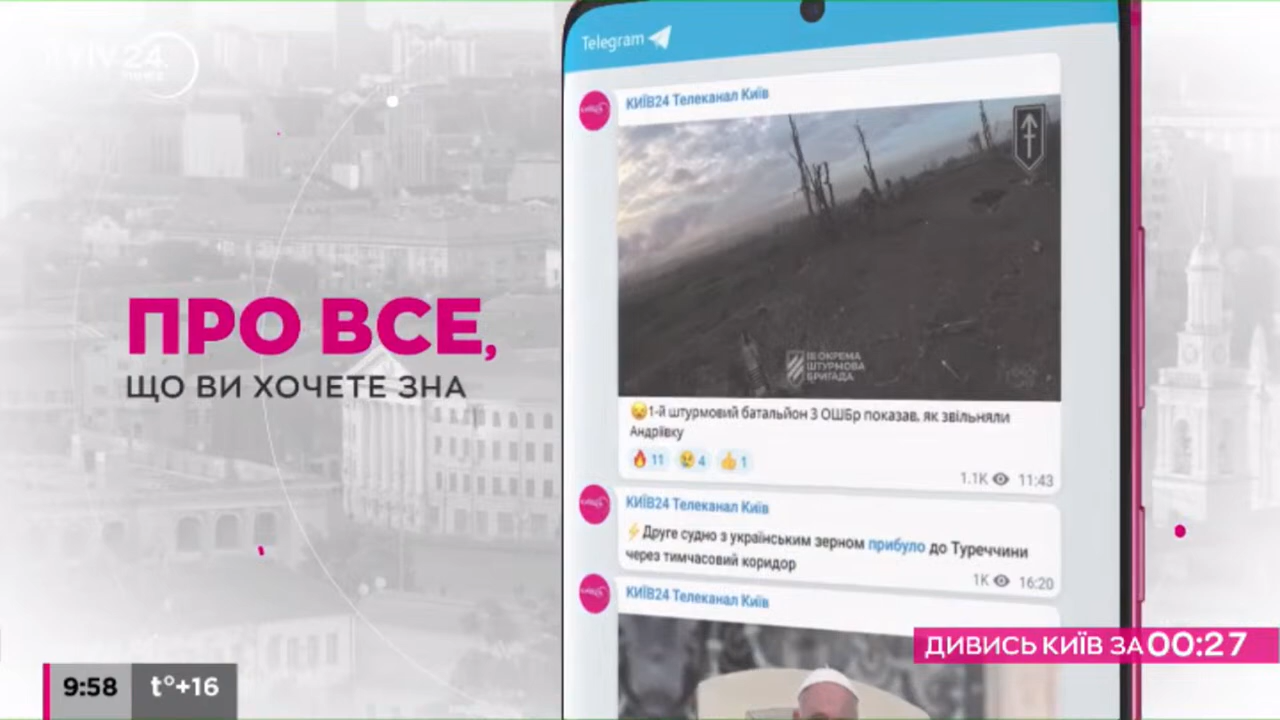 KYIV24.
ПРО ВСЕ,
ЩО ВИ ХОЧЕТЕ ЗНА
9:58
t°+16
Telegram
КИЇВ24 Телеканал Київ
ІІІ ОКРЕМА
ШТУРМОВА
БРИГАДА
1-й штурмовий батальйон 3 ОШБр показав, як звільняли
Андріївку
🔥 11 😢 4 👍 1
1.1K 11:43
КИЇВ24 Телеканал Київ
⚡Друге судно з українським зерном прибуло до Туреччини
через тимчасовий коридор
1K 16:20
КИЇВ24 Телеканал Київ
ДИВИСЬ КИЇВ ЗА 00:27